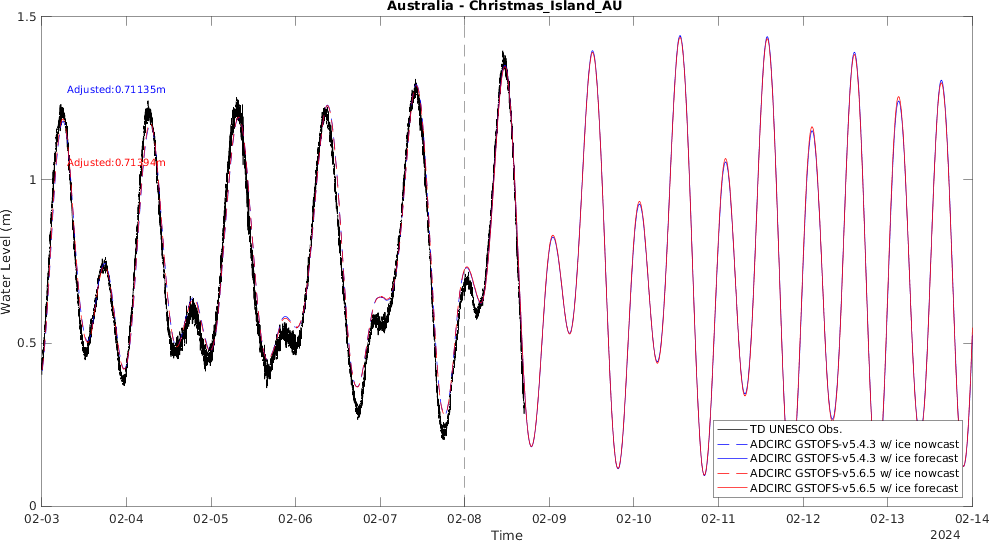 Australia - Christmas_Island_AU
1.5
Adjusted:0.71135m
Adjusted:0.71394m
1
Water Level (m)
0.5
TD UNESCO Obs.
ADCIRC GSTOFS-v5.4.3 w/ ice nowcast
ADCIRC GSTOFS-v5.4.3 w/ ice forecast
ADCIRC GSTOFS-v5.6.5 w/ ice nowcast
ADCIRC GSTOFS-v5.6.5 w/ ice forecast
0
02-03 02-04 02-05 02-06 02-07 02-08 02-09 02-10 02-11 02-12 02-13 02-14
Time
2024